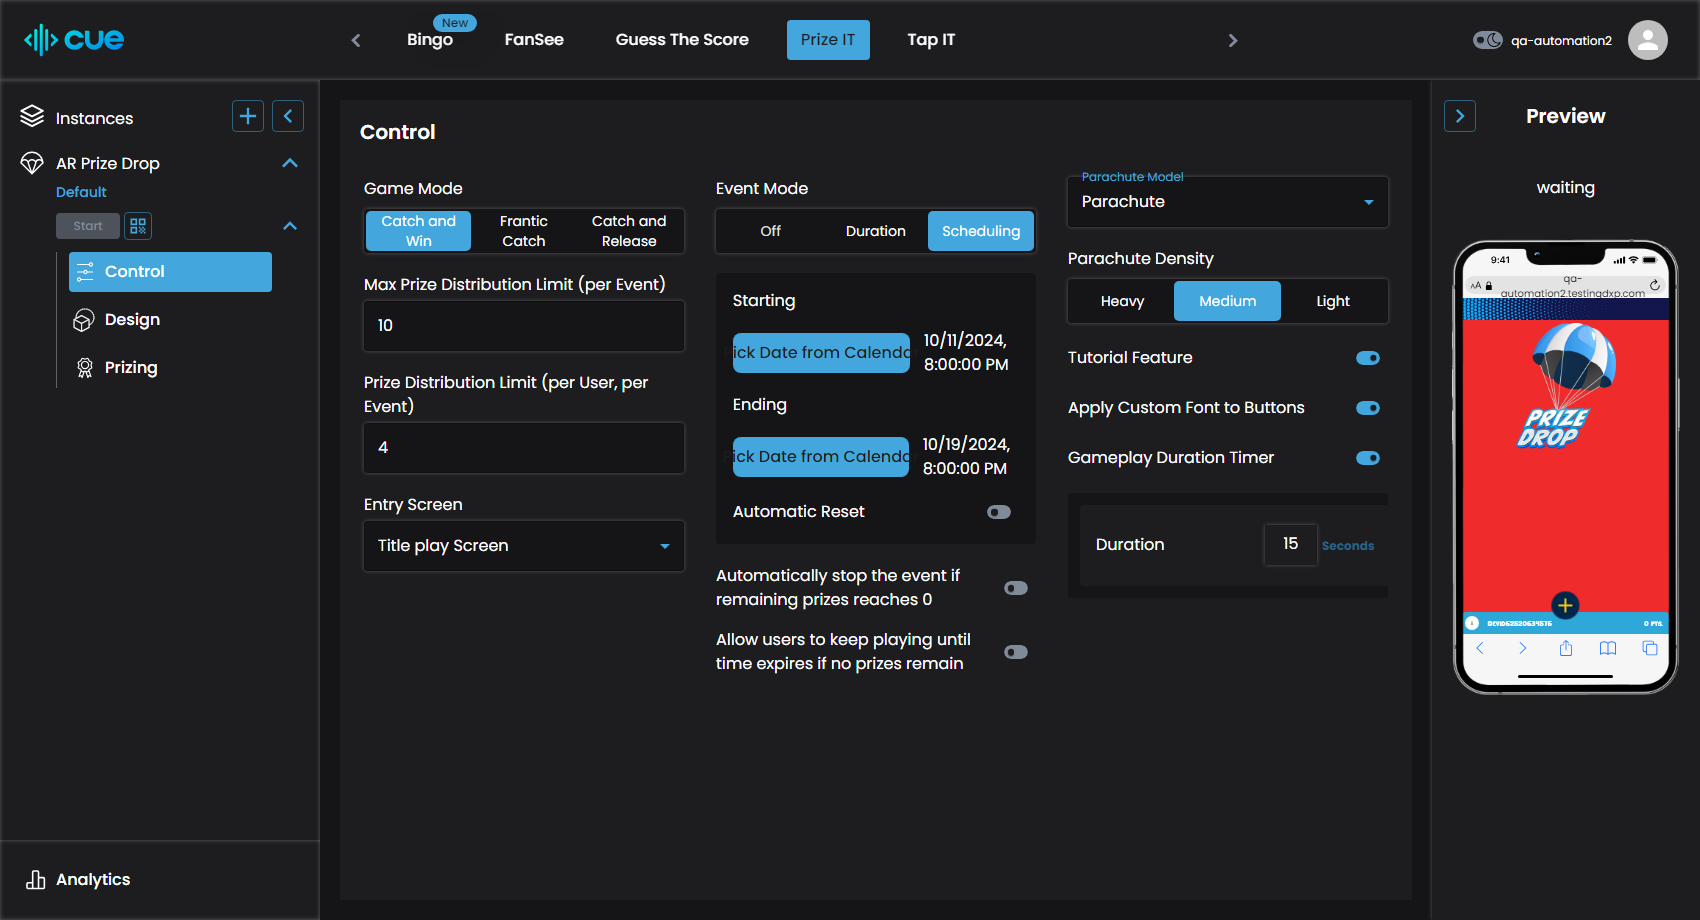 cue
New
Bingo
FanSee
Guess The Score
Prize IT
Tap IT
qa-automation2
Instances
AR Prize Drop
Default
Start
Control
Design
Prizing
Analytics
Control
Game Mode
Catch and
Win
Frantic
Catch
Catch and
Release
Max Prize Distribution Limit (per Event)
10
Prize Distribution Limit (per User, per
Event)
4
Entry Screen
Title play Screen
Event Mode
Off
Duration
Scheduling
Starting
Pick Date from Calendar
10/11/2024,
8:00:00 PM
Ending
Pick Date from Calendar
10/19/2024,
8:00:00 PM
Automatic Reset
Automatically stop the event if
remaining prizes reaches 0
Allow users to keep playing until
time expires if no prizes remain
Parachute Model
Parachute
Parachute Density
Heavy
Medium
Light
Tutorial Feature
Apply Custom Font to Buttons
Gameplay Duration Timer
Duration
15
Seconds
Preview
waiting
9:41
AA
qa-
automation2.testingdxp.com
PRIZE
DROP
0 PTS.